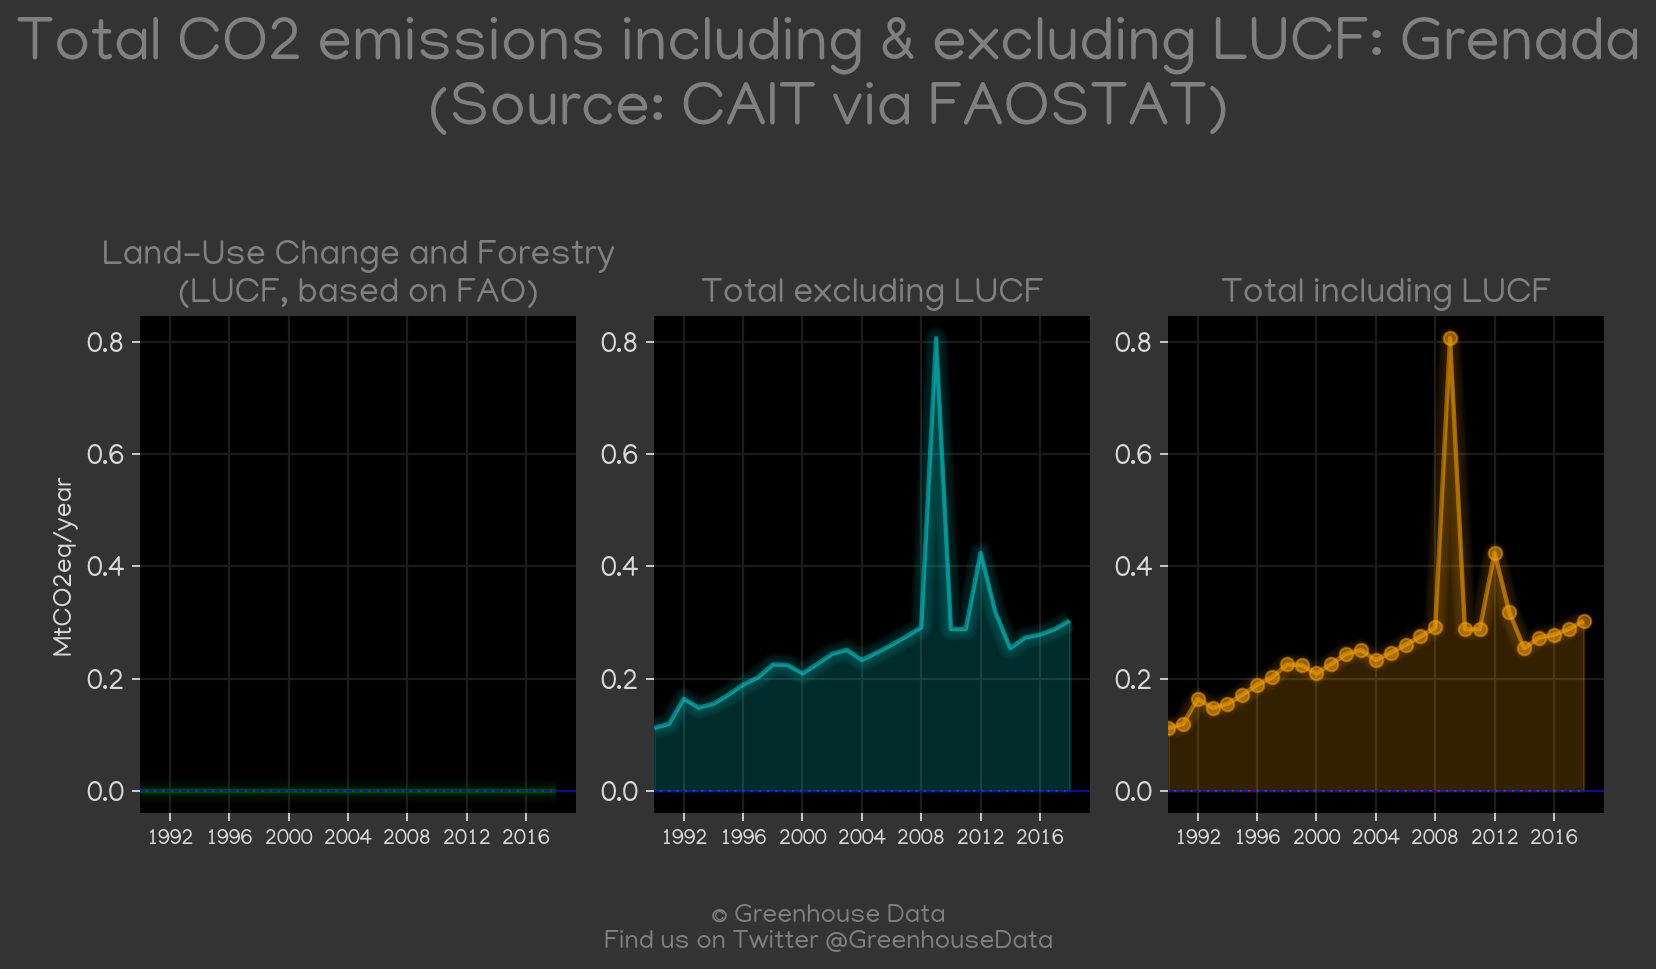 Total CO2 emissions including & excluding LUCF: Grenada
(Source: CAIT via FAOSTAT)
Land-Use Change and Forestry
(LUCF, based on FAO)
Total excluding LUCF
Total including LUCF
MtCO2eq/year
0.8
0.6
0.4
0.2
0.0
1992 1996 2000 2004 2008 2012 2016
0.8
0.6
0.4
0.2
0.0
1992 1996 2000 2004 2008 2012 2016
0.8
0.6
0.4
0.2
0.0
1992 1996 2000 2004 2008 2012 2016
© Greenhouse Data
Find us on Twitter @GreenhouseData